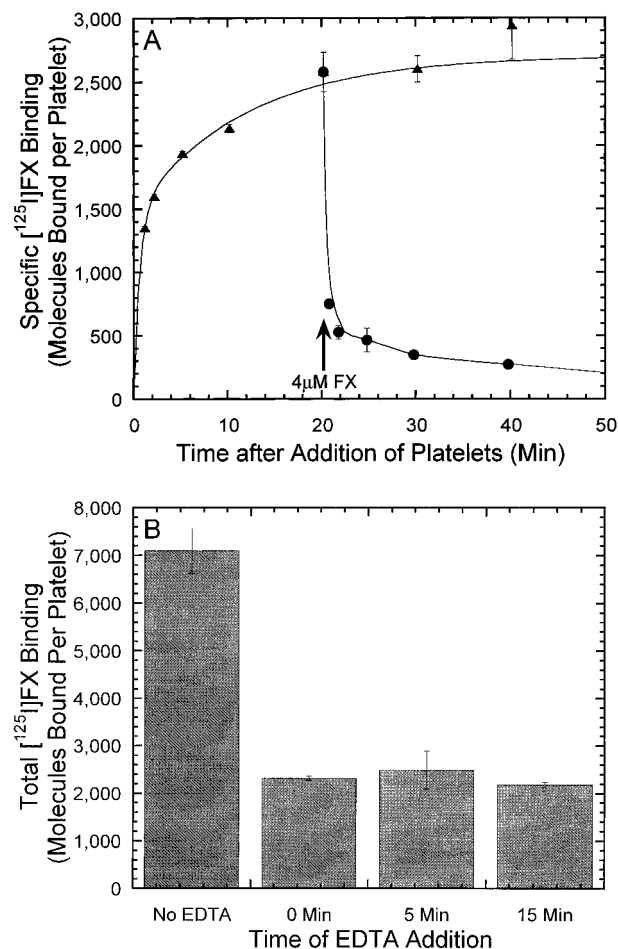 A
3,000
2,500
2,000
1,500
1,000
500
0
Specific [125I]FX Binding
(Molecules Bound per Platelet)
4μM FX
0 10 20 30 40 50
Time after Addition of Platelets (Min)
B
8,000
7,000
6,000
5,000
4,000
3,000
2,000
1,000
0
Total [125I]FX Binding
(Molecules Bound Per Platelet)
No EDTA 0 Min 5 Min 15 Min
Time of EDTA Addition